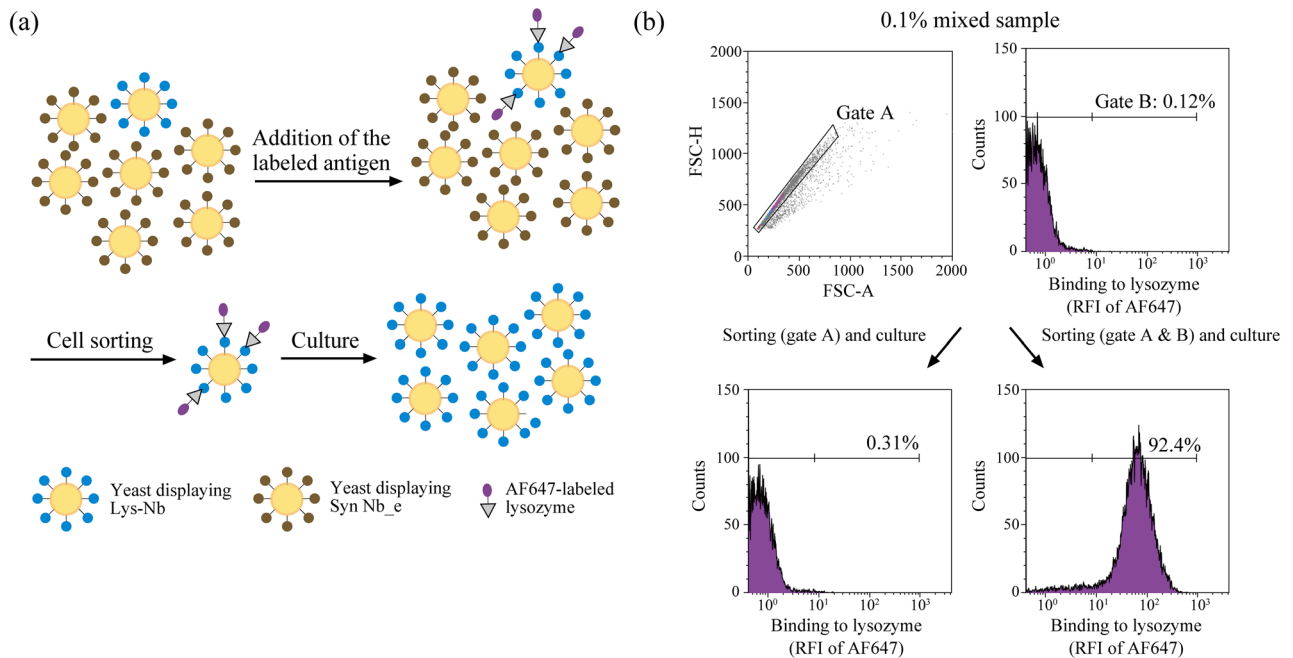 (a)
Addition of the
labeled antigen
Cell sorting
Culture
Yeast displaying
Lys-Nb
Yeast displaying
Syn Nb_e
AF647-labeled
lysozyme
(b)
0.1% mixed sample
2000
1500
1000
500
0
FSC-H
Gate A
0
500
1000
1500
2000
FSC-A
150
100
50
0
Counts
Gate B: 0.12%
10⁰
10¹
10²
10³
Binding to lysozyme
(RFI of AF647)
Sorting (gate A) and culture
Sorting (gate A & B) and culture
150
100
50
0
Counts
0.31%
10⁰
10¹
10²
10³
Binding to lysozyme
(RFI of AF647)
150
100
50
0
Counts
92.4%
10⁰
10¹
10²
10³
Binding to lysozyme
(RFI of AF647)